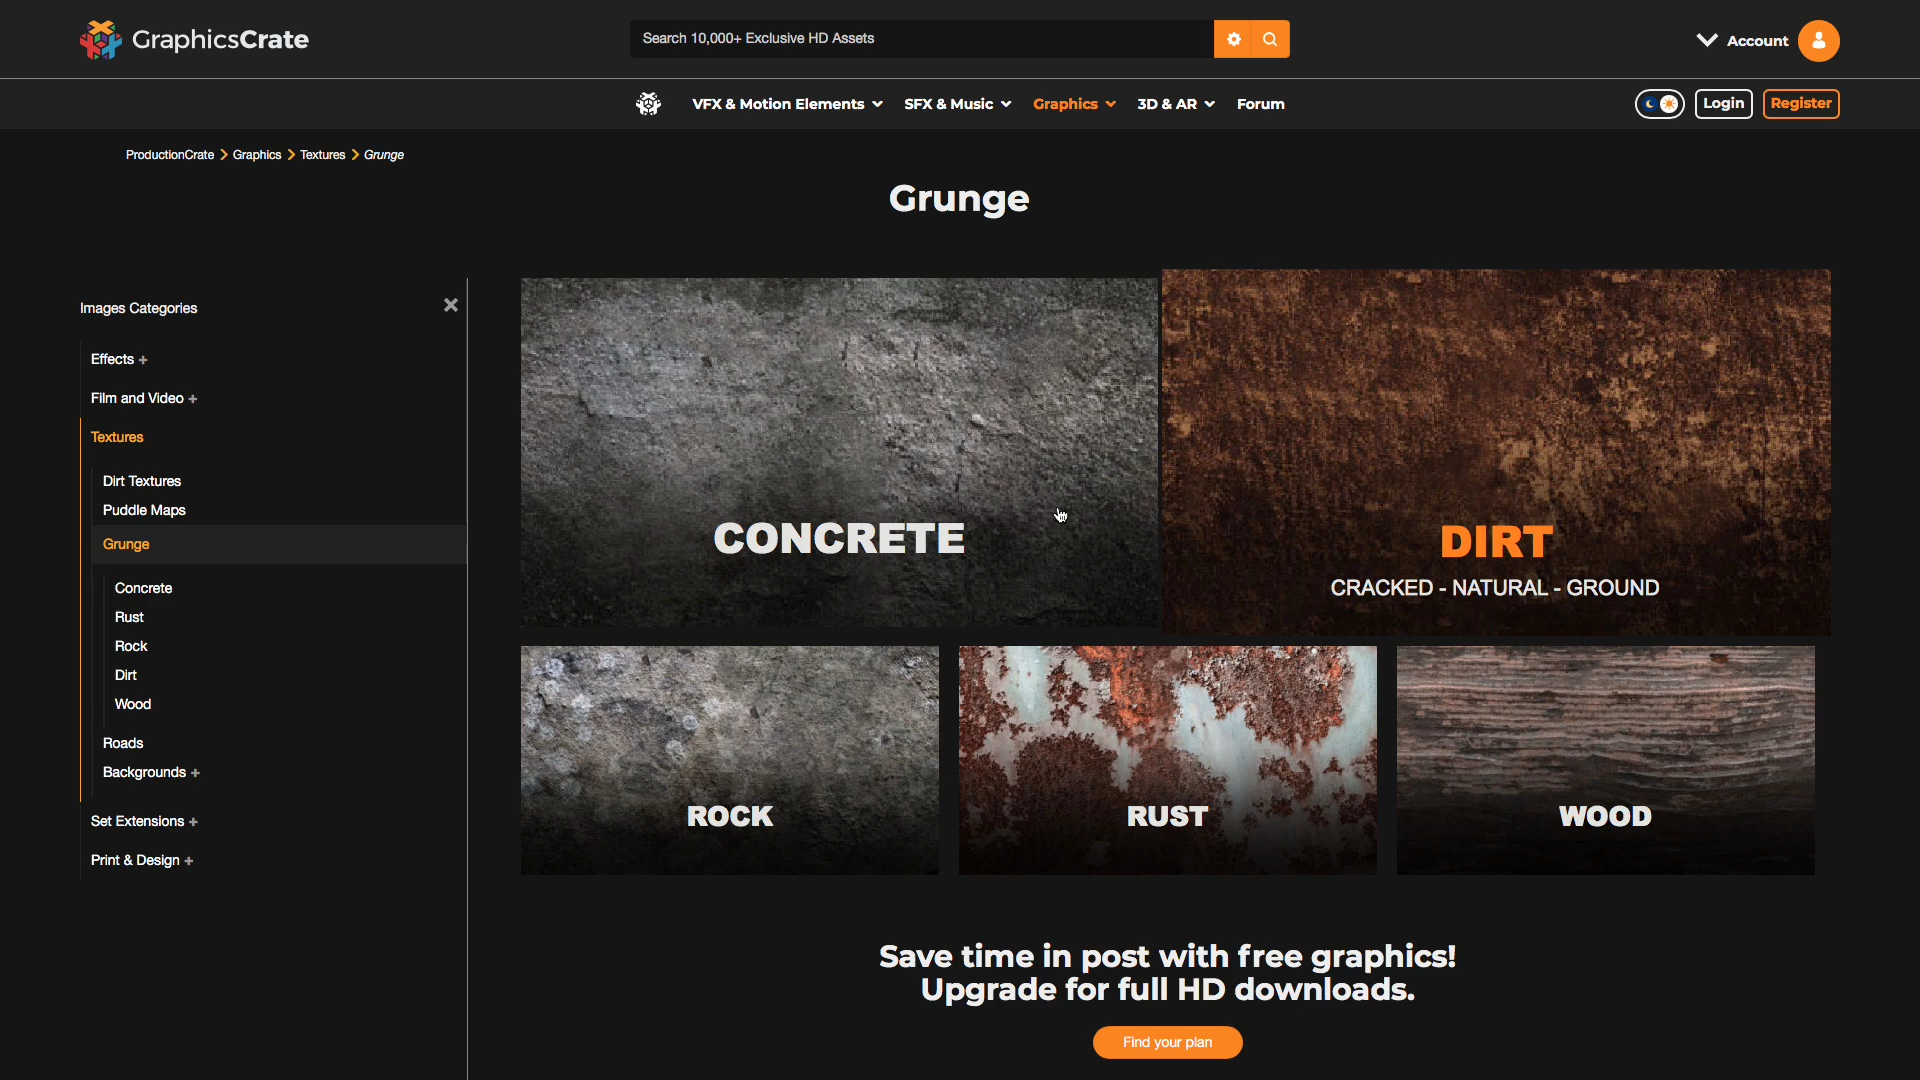 GraphicsCrate
Search 10,000+ Exclusive HD Assets
Account
VFX & Motion Elements
SFX & Music
Graphics
3D & AR
Forum
Login
Register
ProductionCrate > Graphics > Textures > Grunge
Grunge
Images Categories
Effects +
Film and Video +
Textures
Dirt Textures
Puddle Maps
Grunge
Concrete
Rust
Rock
Dirt
Wood
Roads
Backgrounds +
Set Extensions +
Print & Design +
CONCRETE
DIRT
CRACKED - NATURAL - GROUND
ROCK
RUST
WOOD
Save time in post with free graphics!
Upgrade for full HD downloads.
Find your plan